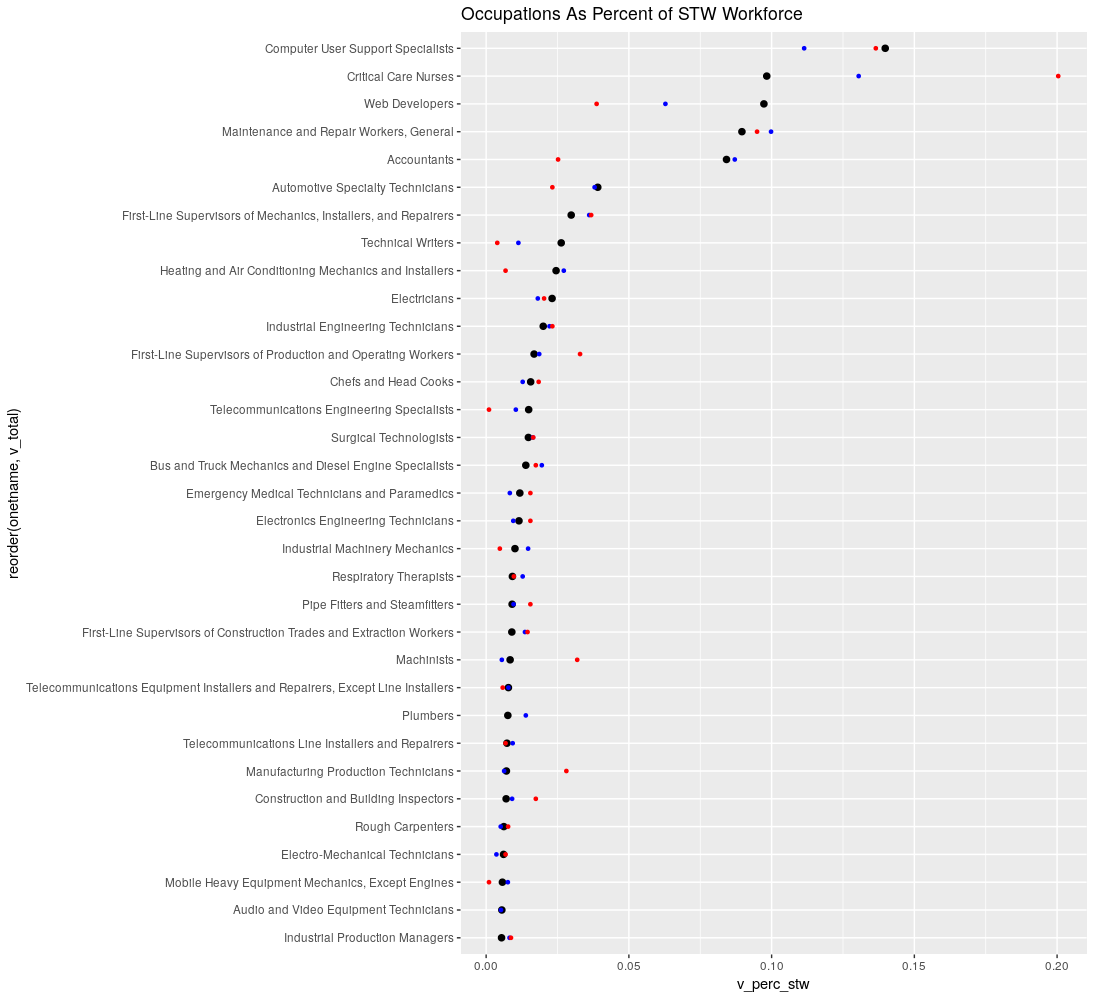 Occupations As Percent of STW Workforce
Computer User Support Specialists
Critical Care Nurses
Web Developers
Maintenance and Repair Workers, General
Accountants
Automotive Specialty Technicians
First-Line Supervisors of Mechanics, Installers, and Repairers
Technical Writers
Heating and Air Conditioning Mechanics and Installers
Electricians
Industrial Engineering Technicians
First-Line Supervisors of Production and Operating Workers
Chefs and Head Cooks
Telecommunications Engineering Specialists
Surgical Technologists
Bus and Truck Mechanics and Diesel Engine Specialists
Emergency Medical Technicians and Paramedics
Electronics Engineering Technicians
Industrial Machinery Mechanics
Respiratory Therapists
Pipe Fitters and Steamfitters
First-Line Supervisors of Construction Trades and Extraction Workers
Machinists
Telecommunications Equipment Installers and Repairers, Except Line Installers
Plumbers
Telecommunications Line Installers and Repairers
Manufacturing Production Technicians
Construction and Building Inspectors
Rough Carpenters
Electro-Mechanical Technicians
Mobile Heavy Equipment Mechanics, Except Engines
Audio and Video Equipment Technicians
Industrial Production Managers
reorder(onetname, v_total)
0.00 0.05 0.10 0.15 0.20
v_perc_stw